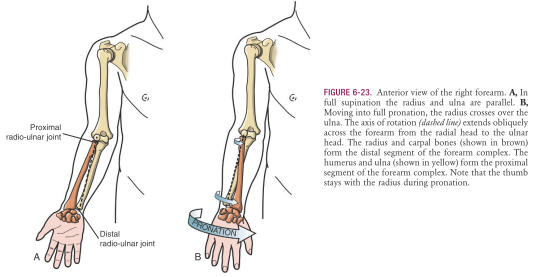 Proximal
radio-ulnar joint
Distal
radio-ulnar joint
A
PRONATION
B
FIGURE 6-23. Anterior view of the right forearm. A, In
full supination the radius and ulna are parallel. B,
Moving into full pronation, the radius crosses over the
ulna. The axis of rotation (dashed line) extends obliquely
across the forearm from the radial head to the ulnar
head. The radius and carpal bones (shown in brown)
form the distal segment of the forearm complex. The
humerus and ulna (shown in yellow) form the proximal
segment of the forearm complex. Note that the thumb
stays with the radius during pronation.